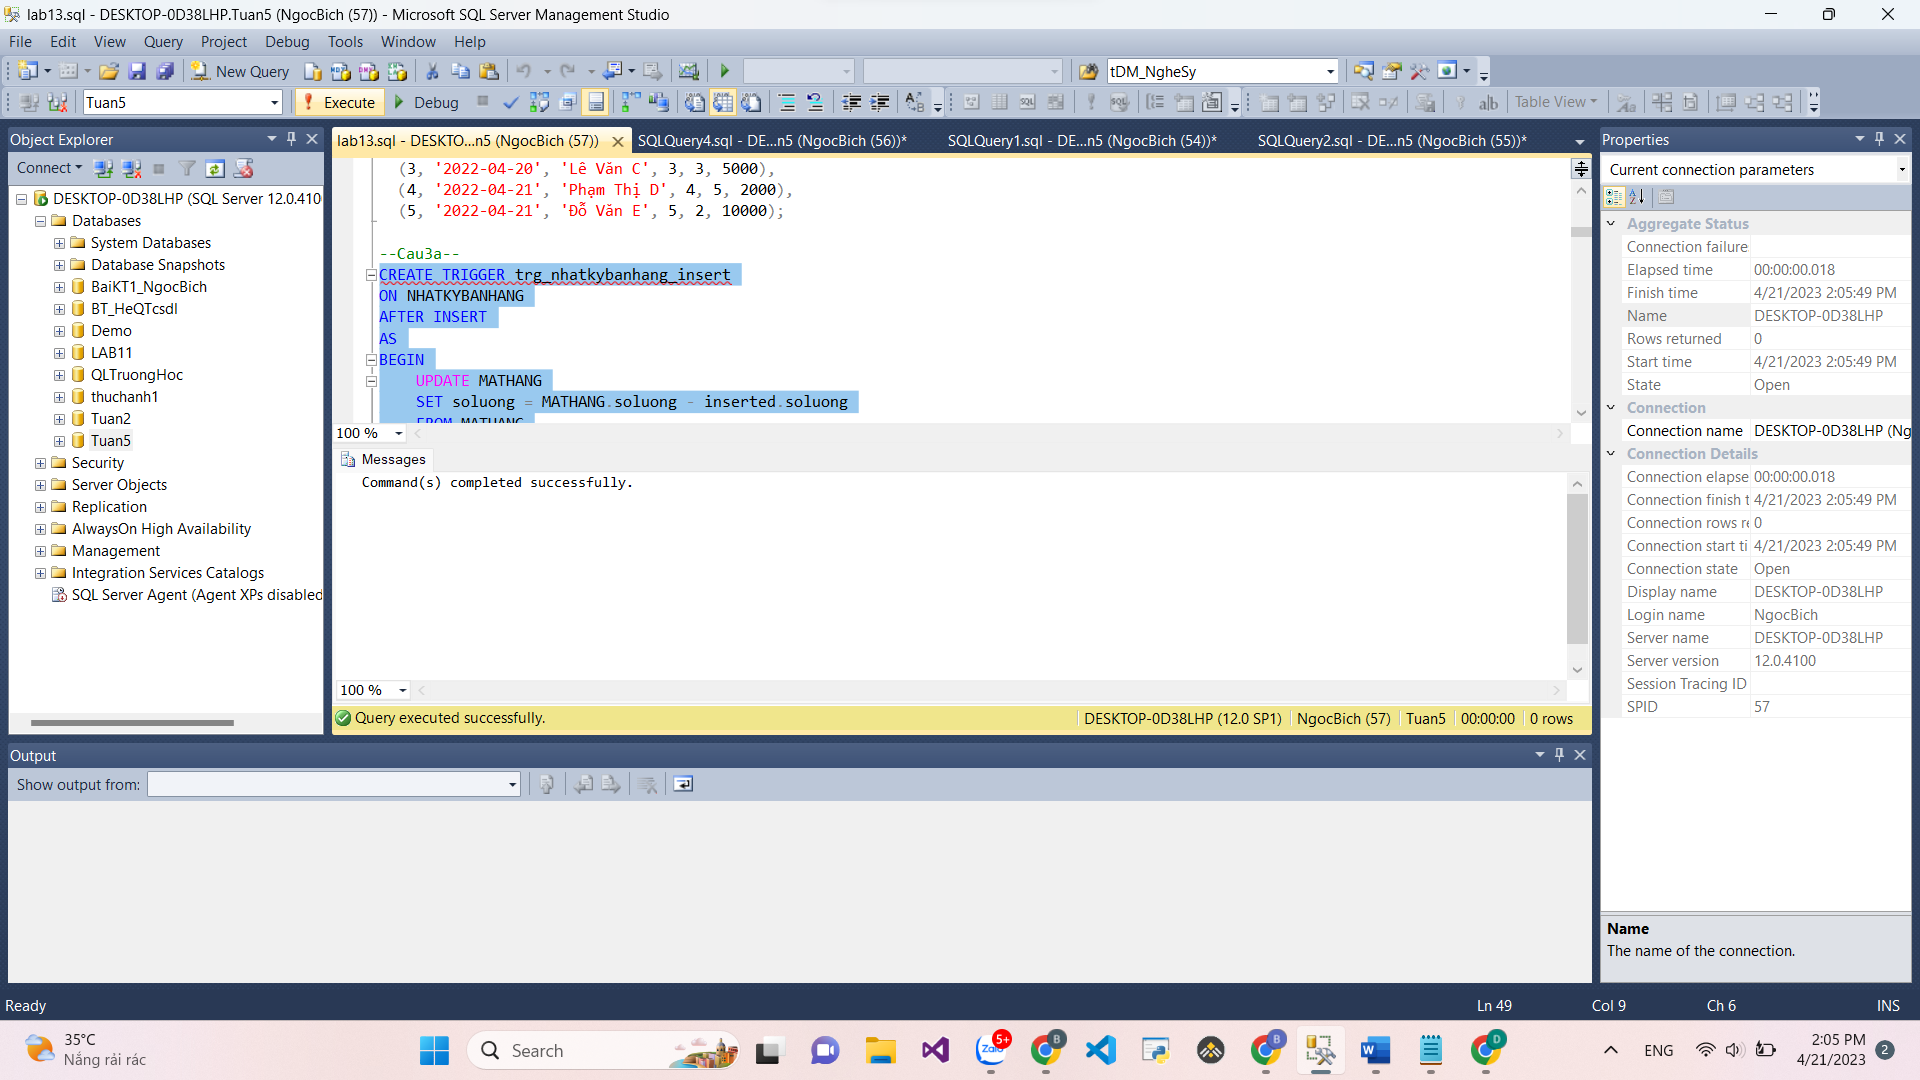 lab13.sql - DESKTOP-0D38LHP.Tuan5 (NgocBich (57)) - Microsoft SQL Server Management Studio
File Edit View Query Project Debug Tools Window Help
New Query tDM_NgheSy
Tuan5 Execute Debug Table View
Object Explorer
Connect
DESKTOP-0D38LHP (SQL Server 12.0.410
Databases
System Databases
Database Snapshots
BaiKT1_NgocBich
BT_HeQTcsdl
Demo
LAB11
QLTruongHoc
thuchanh1
Tuan2
Tuan5
Security
Server Objects
Replication
AlwaysOn High Availability
Management
Integration Services Catalogs
SQL Server Agent (Agent XPs disabled
lab13.sql - DESKTO...n5 (NgocBich (57)) SQLQuery4.sql - DE...n5 (NgocBich (56))* SQLQuery1.sql - DE...n5 (NgocBich (54))* SQLQuery2.sql - DE...n5 (NgocBich (55))*
(3, '2022-04-20', 'Lê Văn C', 3, 3, 5000),
(4, '2022-04-21', 'Phạm Thị D', 4, 5, 2000),
(5, '2022-04-21', 'Đỗ Văn E', 5, 2, 10000);
--Cau3a--
CREATE TRIGGER trg_nhatkybanhang_insert
ON NHATKYBANHANG
AFTER INSERT
AS
BEGIN
UPDATE MATHANG
SET soluong = MATHANG.soluong - inserted.soluong
FROM MATHANG
100 %
Messages
Command(s) completed successfully.
100 %
Query executed successfully. DESKTOP-0D38LHP (12.0 SP1) NgocBich (57) Tuan5 00:00:00 0 rows
Properties
Current connection parameters
Aggregate Status
Connection failure
Elapsed time 00:00:00.018
Finish time 4/21/2023 2:05:49 PM
Name DESKTOP-0D38LHP
Rows returned 0
Start time 4/21/2023 2:05:49 PM
State Open
Connection
Connection name DESKTOP-0D38LHP (Ng
Connection Details
Connection elapse 00:00:00.018
Connection finish t 4/21/2023 2:05:49 PM
Connection rows re 0
Connection start ti 4/21/2023 2:05:49 PM
Connection state Open
Display name DESKTOP-0D38LHP
Login name NgocBich
Server name DESKTOP-0D38LHP
Server version 12.0.4100
Session Tracing ID
SPID 57
Name
The name of the connection.
Output
Show output from:
Ready Ln 49 Col 9 Ch 6 INS
35°C
Nắng rải rác
Search
5+
ENG
2:05 PM
4/21/2023
2